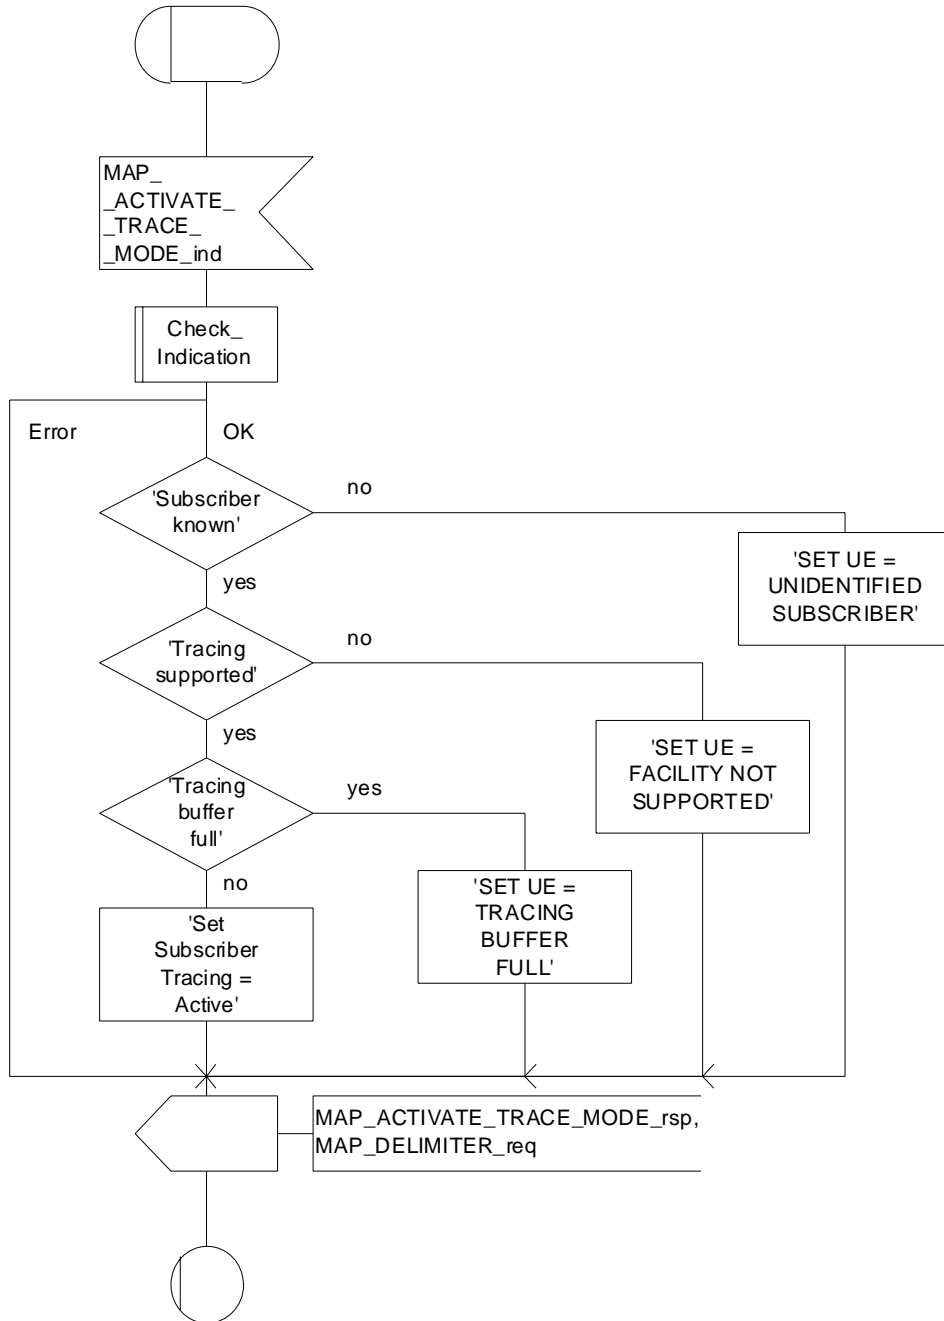 MAP_
_ACTIVATE_
_TRACE_
_MODE_ind
Check_
Indication
Error
OK
'Subscriber
known'
no
'SET UE =
UNIDENTIFIED
SUBSCRIBER'
yes
'Tracing
supported'
no
'SET UE =
FACILITY NOT
SUPPORTED'
yes
'Tracing
buffer
full'
yes
'SET UE =
TRACING
BUFFER
FULL'
no
'Set
Subscriber
Tracing =
Active'
MAP_ACTIVATE_TRACE_MODE_rsp,
MAP_DELIMITER_req